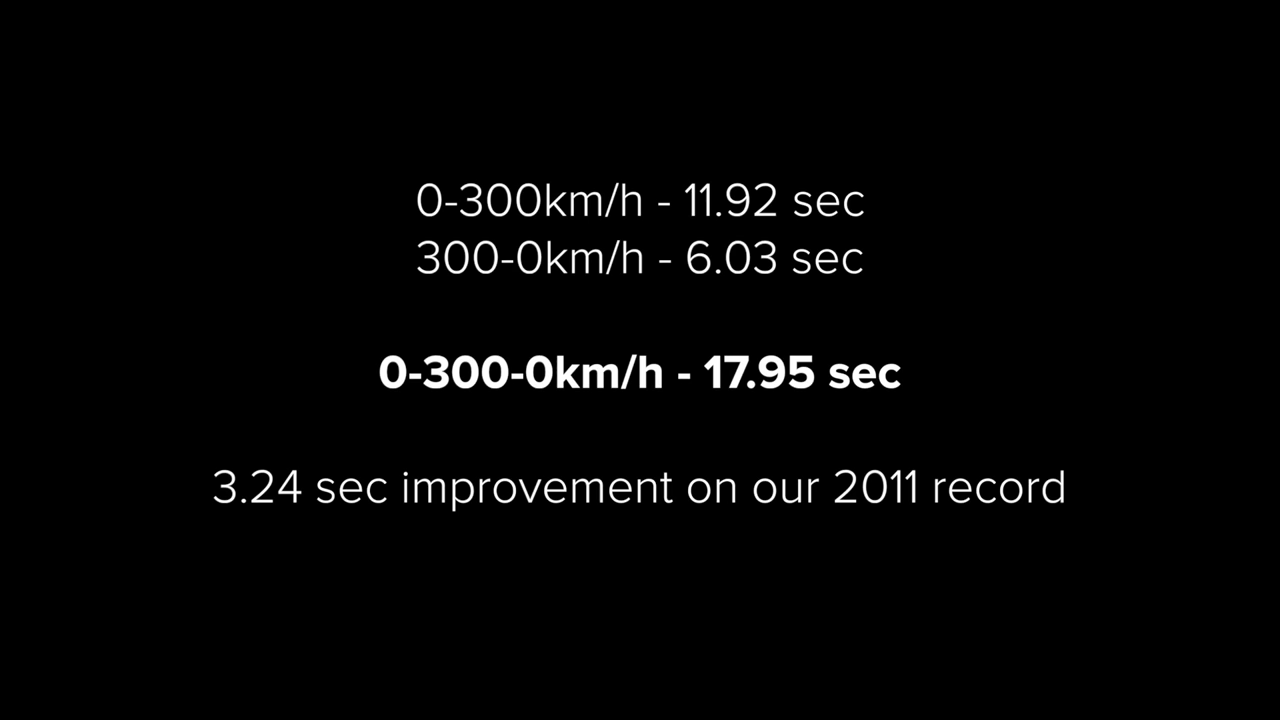 0-300km/h - 11.92 sec
300-0km/h - 6.03 sec
0-300-0km/h - 17.95 sec
3.24 sec improvement on our 2011 record